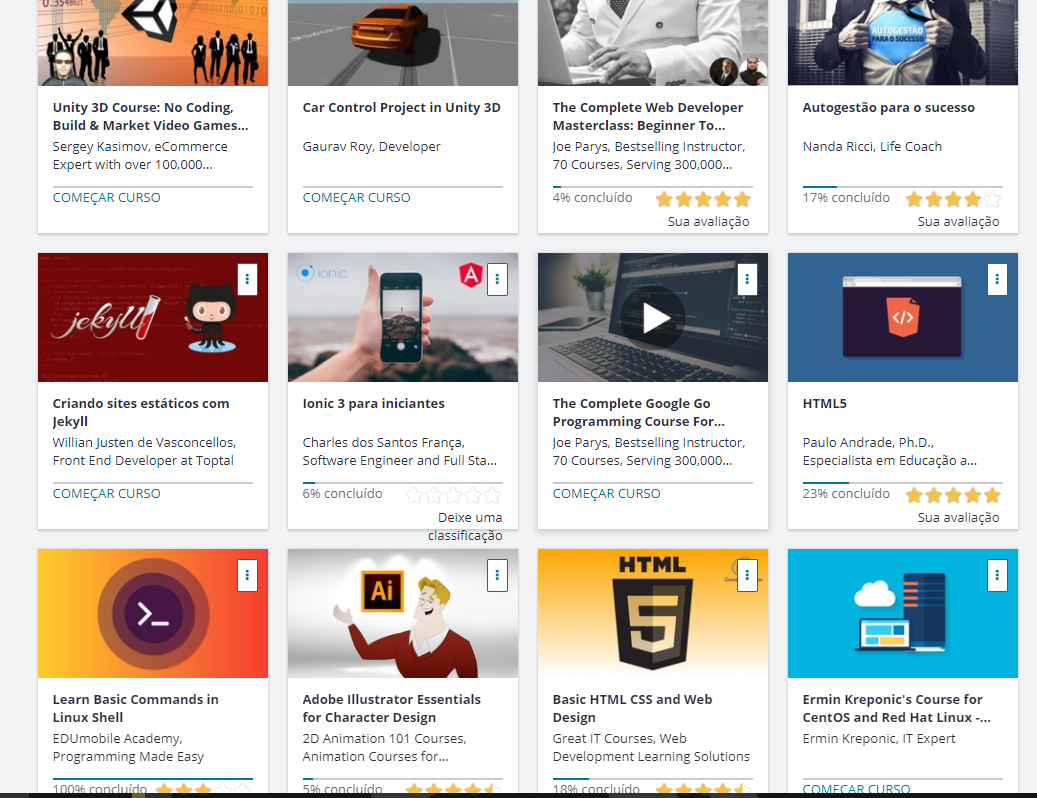 0.3548621
AUTOGESTÃO
PARA O SUCESSO
Unity 3D Course: No Coding,
Build & Market Video Games...
Sergey Kasimov, eCommerce
Expert with over 100,000...
COMEÇAR CURSO
Car Control Project in Unity 3D
Gaurav Roy, Developer
COMEÇAR CURSO
The Complete Web Developer
Masterclass: Beginner To...
Joe Parys, Bestselling Instructor,
70 Courses, Serving 300,000...
4% concluído
Sua avaliação
Autogestão para o sucesso
Nanda Ricci, Life Coach
17% concluído
Sua avaliação
jekyll
Criando sites estáticos com
Jekyll
Willian Justen de Vasconcellos,
Front End Developer at Toptal
COMEÇAR CURSO
ionic
A
Ionic 3 para iniciantes
Charles dos Santos França,
Software Engineer and Full Sta...
6% concluído
Deixe uma
classificação
The Complete Google Go
Programming Course For...
Joe Parys, Bestselling Instructor,
70 Courses, Serving 300,000...
COMEÇAR CURSO
</>
HTML5
Paulo Andrade, Ph.D.,
Especialista em Educação a...
23% concluído
Sua avaliação
>_
Learn Basic Commands in
Linux Shell
EDUmobile Academy,
Programming Made Easy
100% concluído
Ai
Adobe Illustrator Essentials
for Character Design
2D Animation 101 Courses,
Animation Courses for...
5% concluído
HTML
5
Basic HTML CSS and Web
Design
Great IT Courses, Web
Development Learning Solutions
18% concluído
Ermin Kreponic's Course for
CentOS and Red Hat Linux -...
Ermin Kreponic, IT Expert
COMEÇAR CURSO